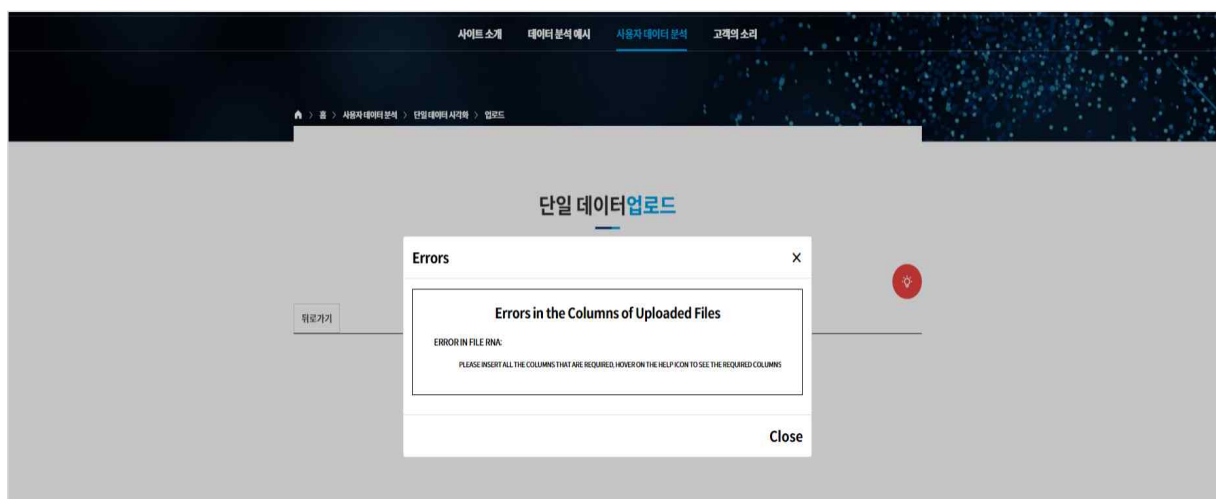 사이트 소개 데이터 분석 예시 사용자 데이터 분석 고객의 소리
> 홈 > 사용자 데이터 분석 > 단일 데이터 시각화 > 업로드
단일 데이터업로드
Errors X
Errors in the Columns of Uploaded Files
뒤로가기
ERROR IN FILE RNA:
PLEASE INSERT ALL THE COLUMNS THAT ARE REQUIRED, HOVER ON THE HELP ICON TO SEE THE REQUIRED COLUMNS
Close